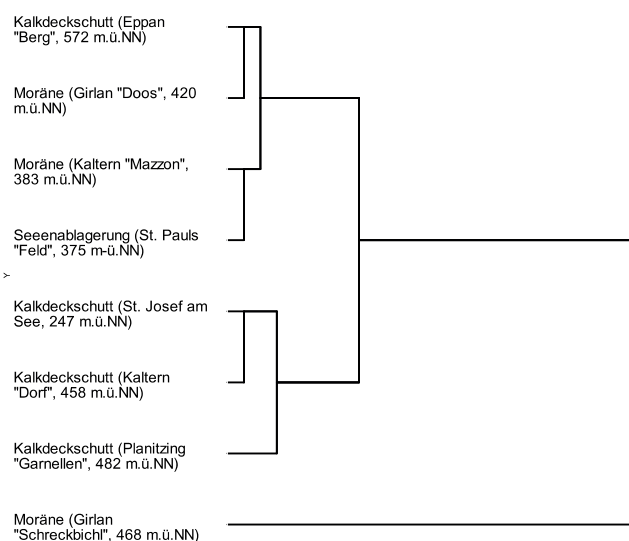 Kalkdeckschutt (Eppan
"Berg", 572 m.ü.NN)
Moräne (Girlan "Doos", 420
m.ü.NN)
Moräne (Kaltern "Mazzon",
383 m.ü.NN)
Seeenablagerung (St. Pauls
"Feld", 375 m-ü.NN)
Y
Kalkdeckschutt (St. Josef am
See, 247 m.ü.NN)
Kalkdeckschutt (Kaltern
"Dorf", 458 m.ü.NN)
Kalkdeckschutt (Planitzing
"Garnellen", 482 m.ü.NN)
Moräne (Girlan
"Schreckbichl", 468 m.ü.NN)